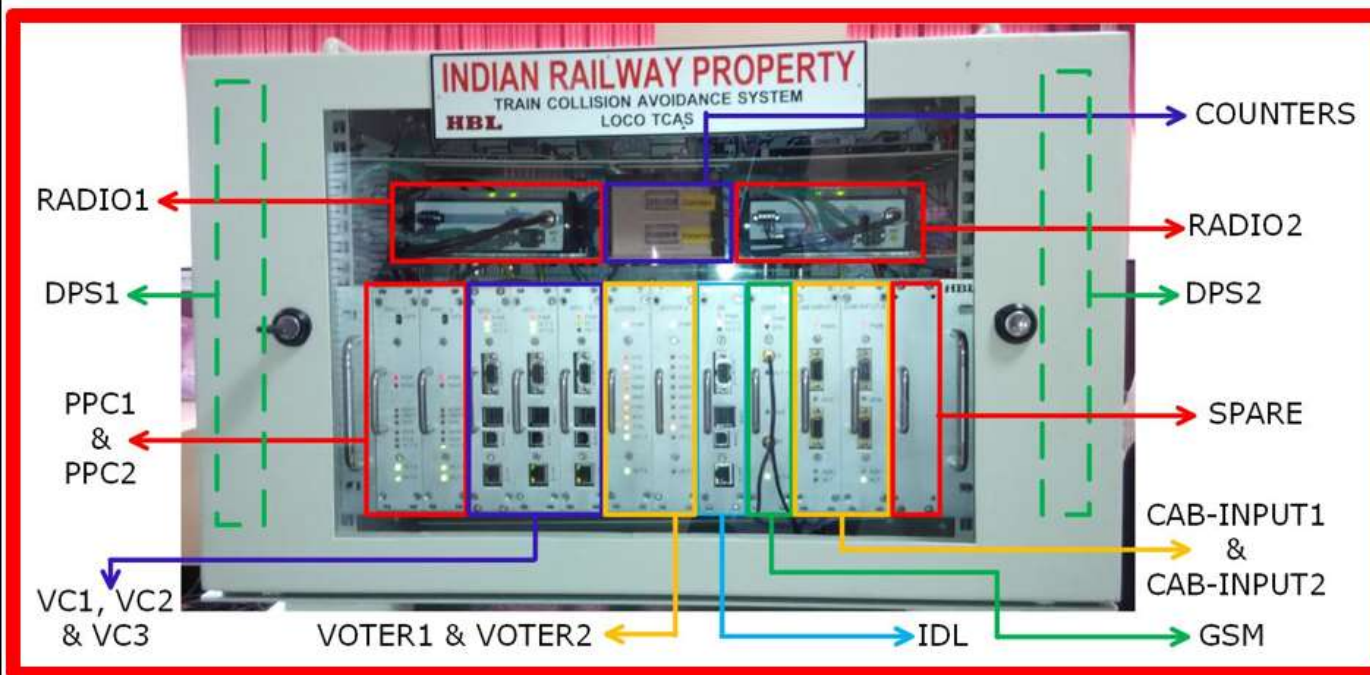 INDIAN RAILWAY PROPERTY
TRAIN COLLISION AVOIDANCE SYSTEM
HBL LOCO TCAS
COUNTERS
RADIO1
RADIO2
DPS1
DPS2
HBL
PPC1
&
PPC2
SPARE
CAB-INPUT1
&
CAB-INPUT2
VC1, VC2
& VC3
VOTER1 & VOTER2
IDL
GSM